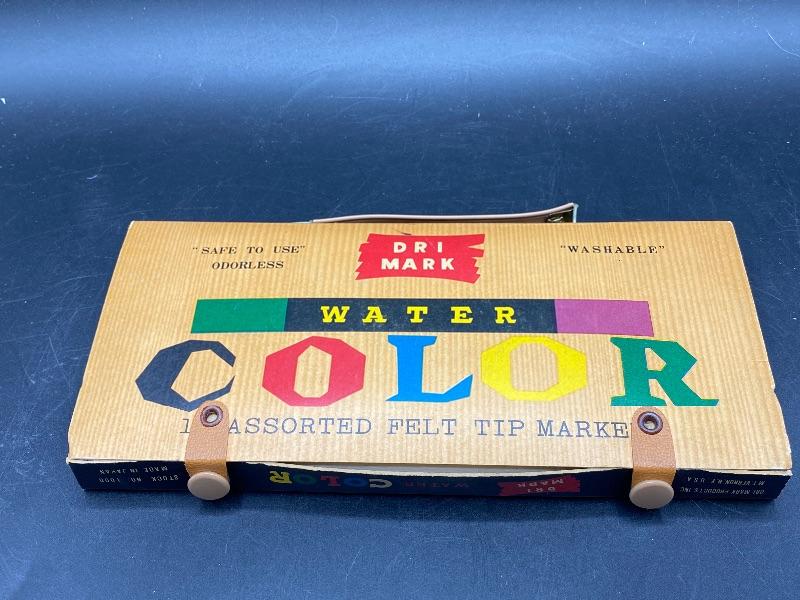 "SAFE TO USE"
ODORLESS
DRI
MARK
"WASHABLE"
WATER
COLOR
ASSORTED FELT TIP MARKE
STOCK NO. 1000
MADE IN JAPAN
WATER COLOR
DRI
MARK
DRI MARK PRODUCTS INC.
MT. VERNON, N.Y. U.S.A.